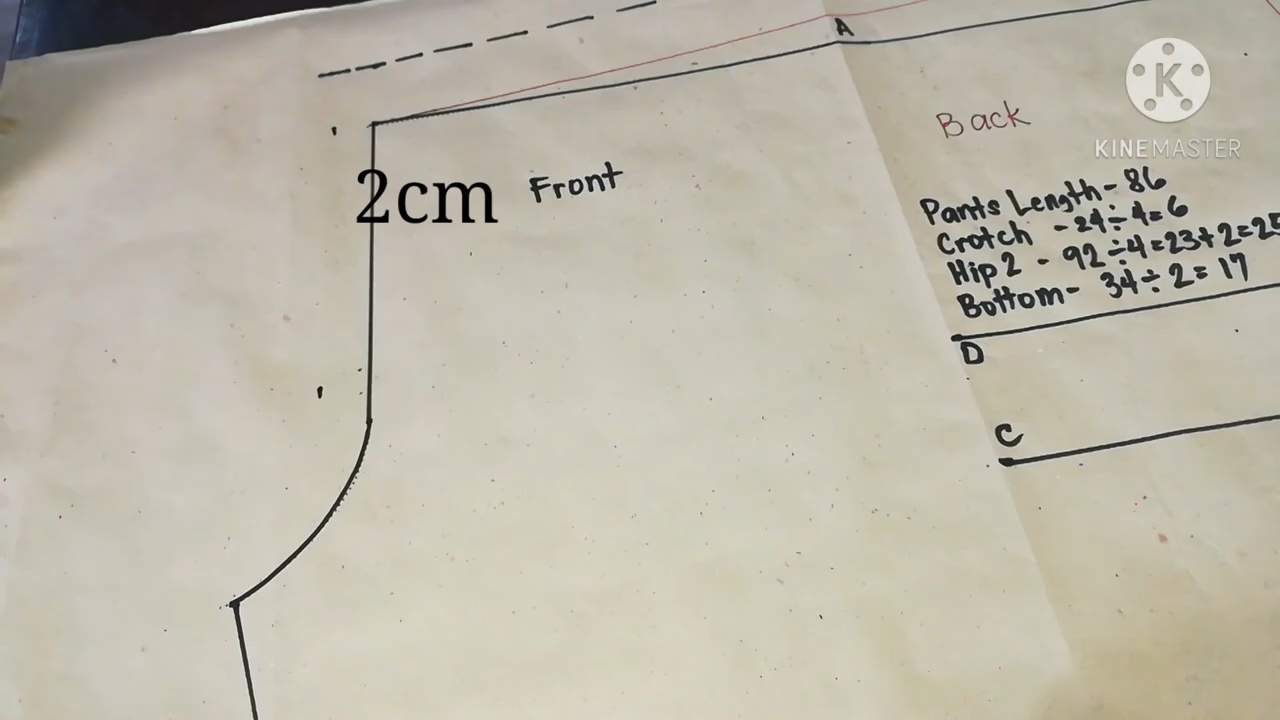 A
Back
K
KINEMASTER
2cm
Front
Pants Length - 86
Crotch - 24÷4=6
Hip 2 - 92÷4=23+2=25
Bottom - 34÷2=17
D
C